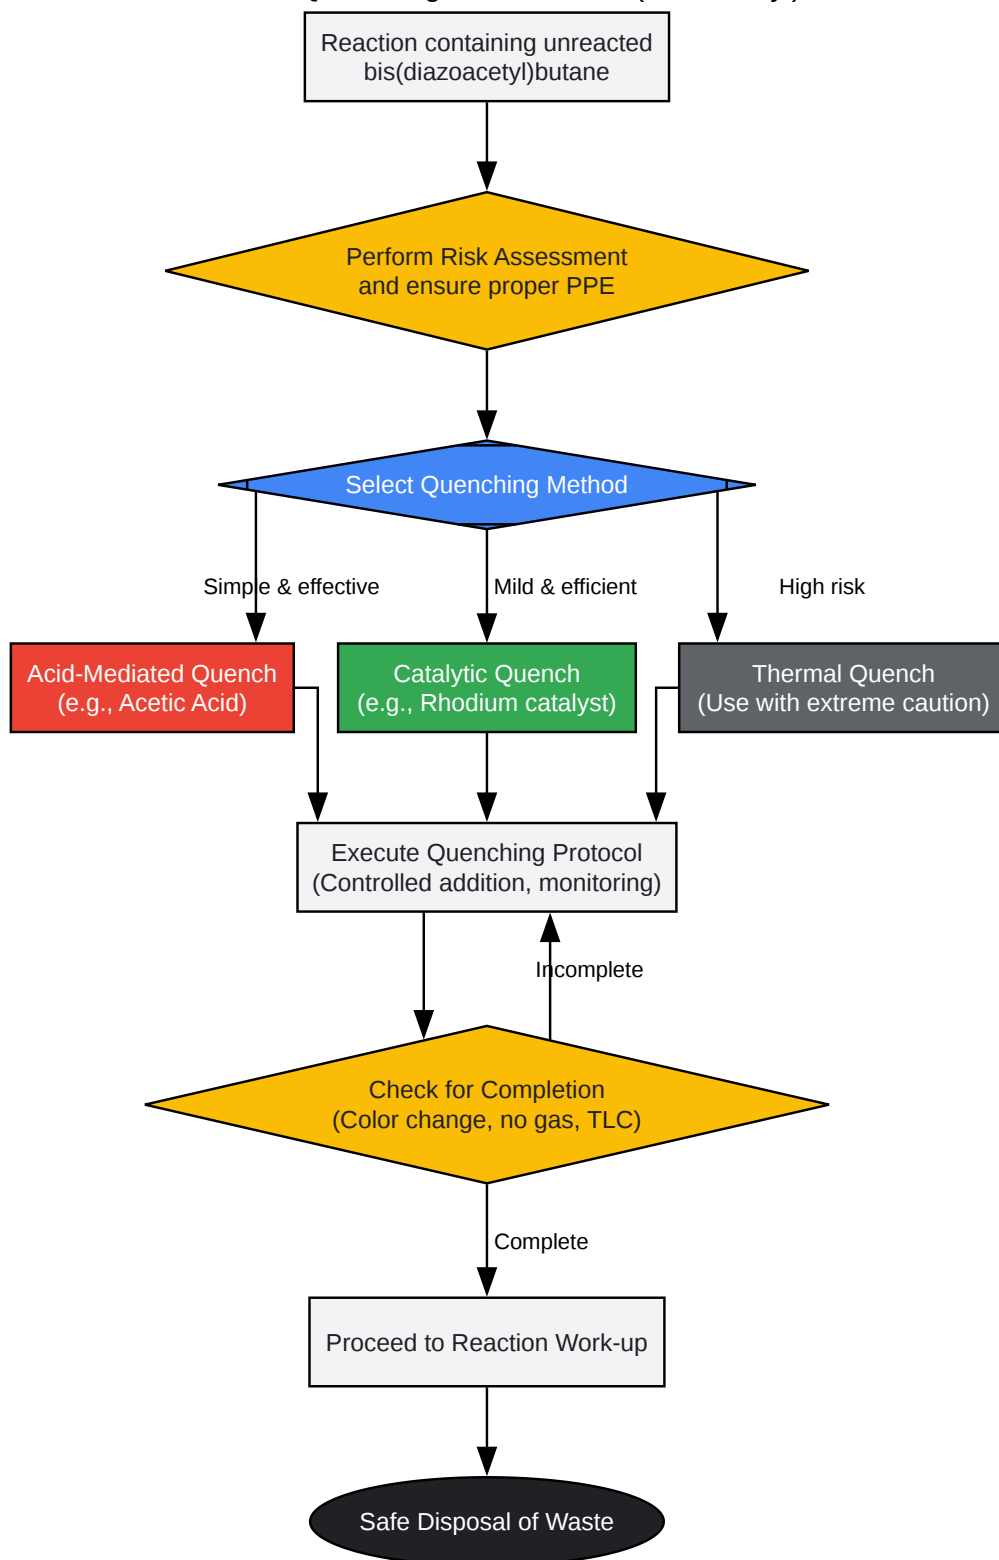 Reaction containing unreacted
bis(diazoacetyl)butane
Perform Risk Assessment
and ensure proper PPE
Select Quenching Method
Simple & effective
Mild & efficient
High risk
Acid-Mediated Quench
(e.g., Acetic Acid)
Catalytic Quench
(e.g., Rhodium catalyst)
Thermal Quench
(Use with extreme caution)
Execute Quenching Protocol
(Controlled addition, monitoring)
Incomplete
Check for Completion
(Color change, no gas, TLC)
Complete
Proceed to Reaction Work-up
Safe Disposal of Waste